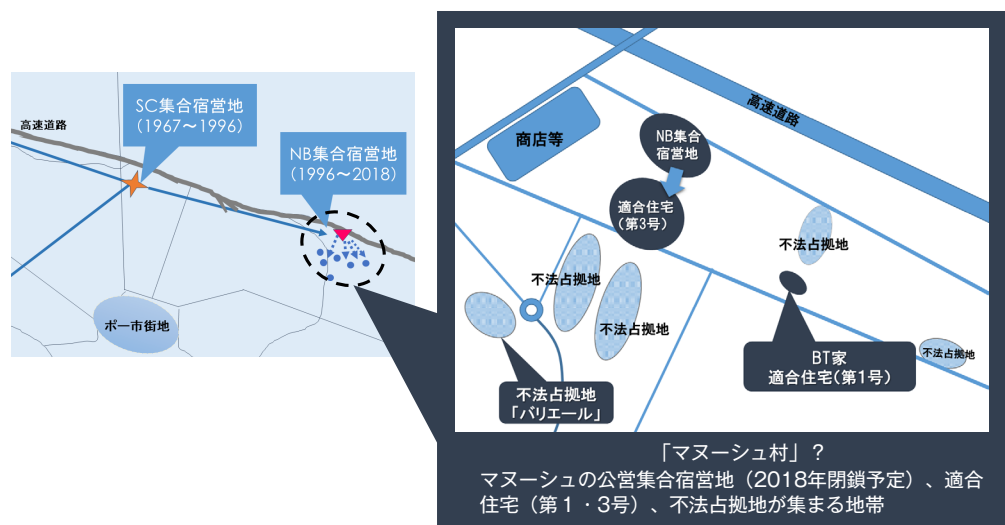 高速道路
SC集合宿営地
(1967～1996)
NB集合宿営地
(1996～2018)
ポー市街地
高速道路
商店等
NB集合
宿営地
適合住宅
(第3号)
不法占拠地
不法占拠地
不法占拠地
不法占拠地
BT家
適合住宅(第1号)
不法占拠地
「バリエール」
「マヌーシュ村」？
マヌーシュの公営集合宿営地（2018年閉鎖予定）、適合
住宅（第１・3号）、不法占拠地が集まる地帯